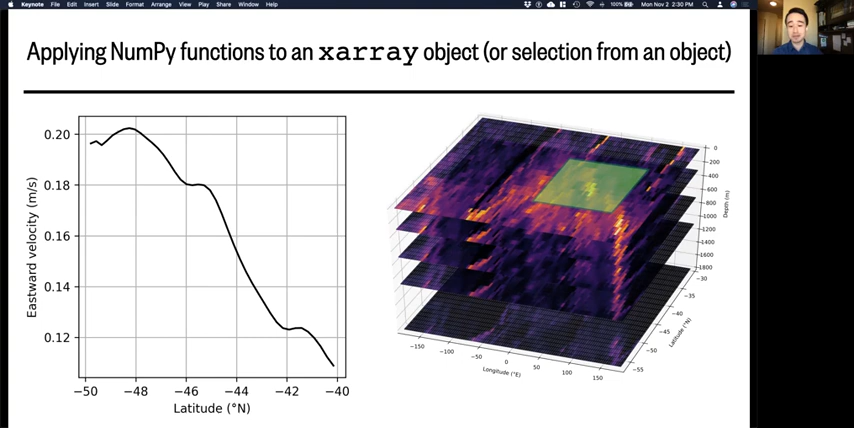 Keynote File Edit Insert Slide Format Arrange View Play Share Window Help 100% Mon Nov 2 2:30 PM
Applying NumPy functions to an xarray object (or selection from an object)
0.20
0.18
0.16
0.14
0.12
Eastward velocity (m/s)
−50 −48 −46 −44 −42 −40
Latitude (°N)
0
−200
−400
−600
−800
−1000
−1200
−1400
−1600
−1800
Depth (m)
−30
−35
−40
−45
−50
−55
Latitude (°N)
−150 −100 −50 0 50 100 150
Longitude (°E)